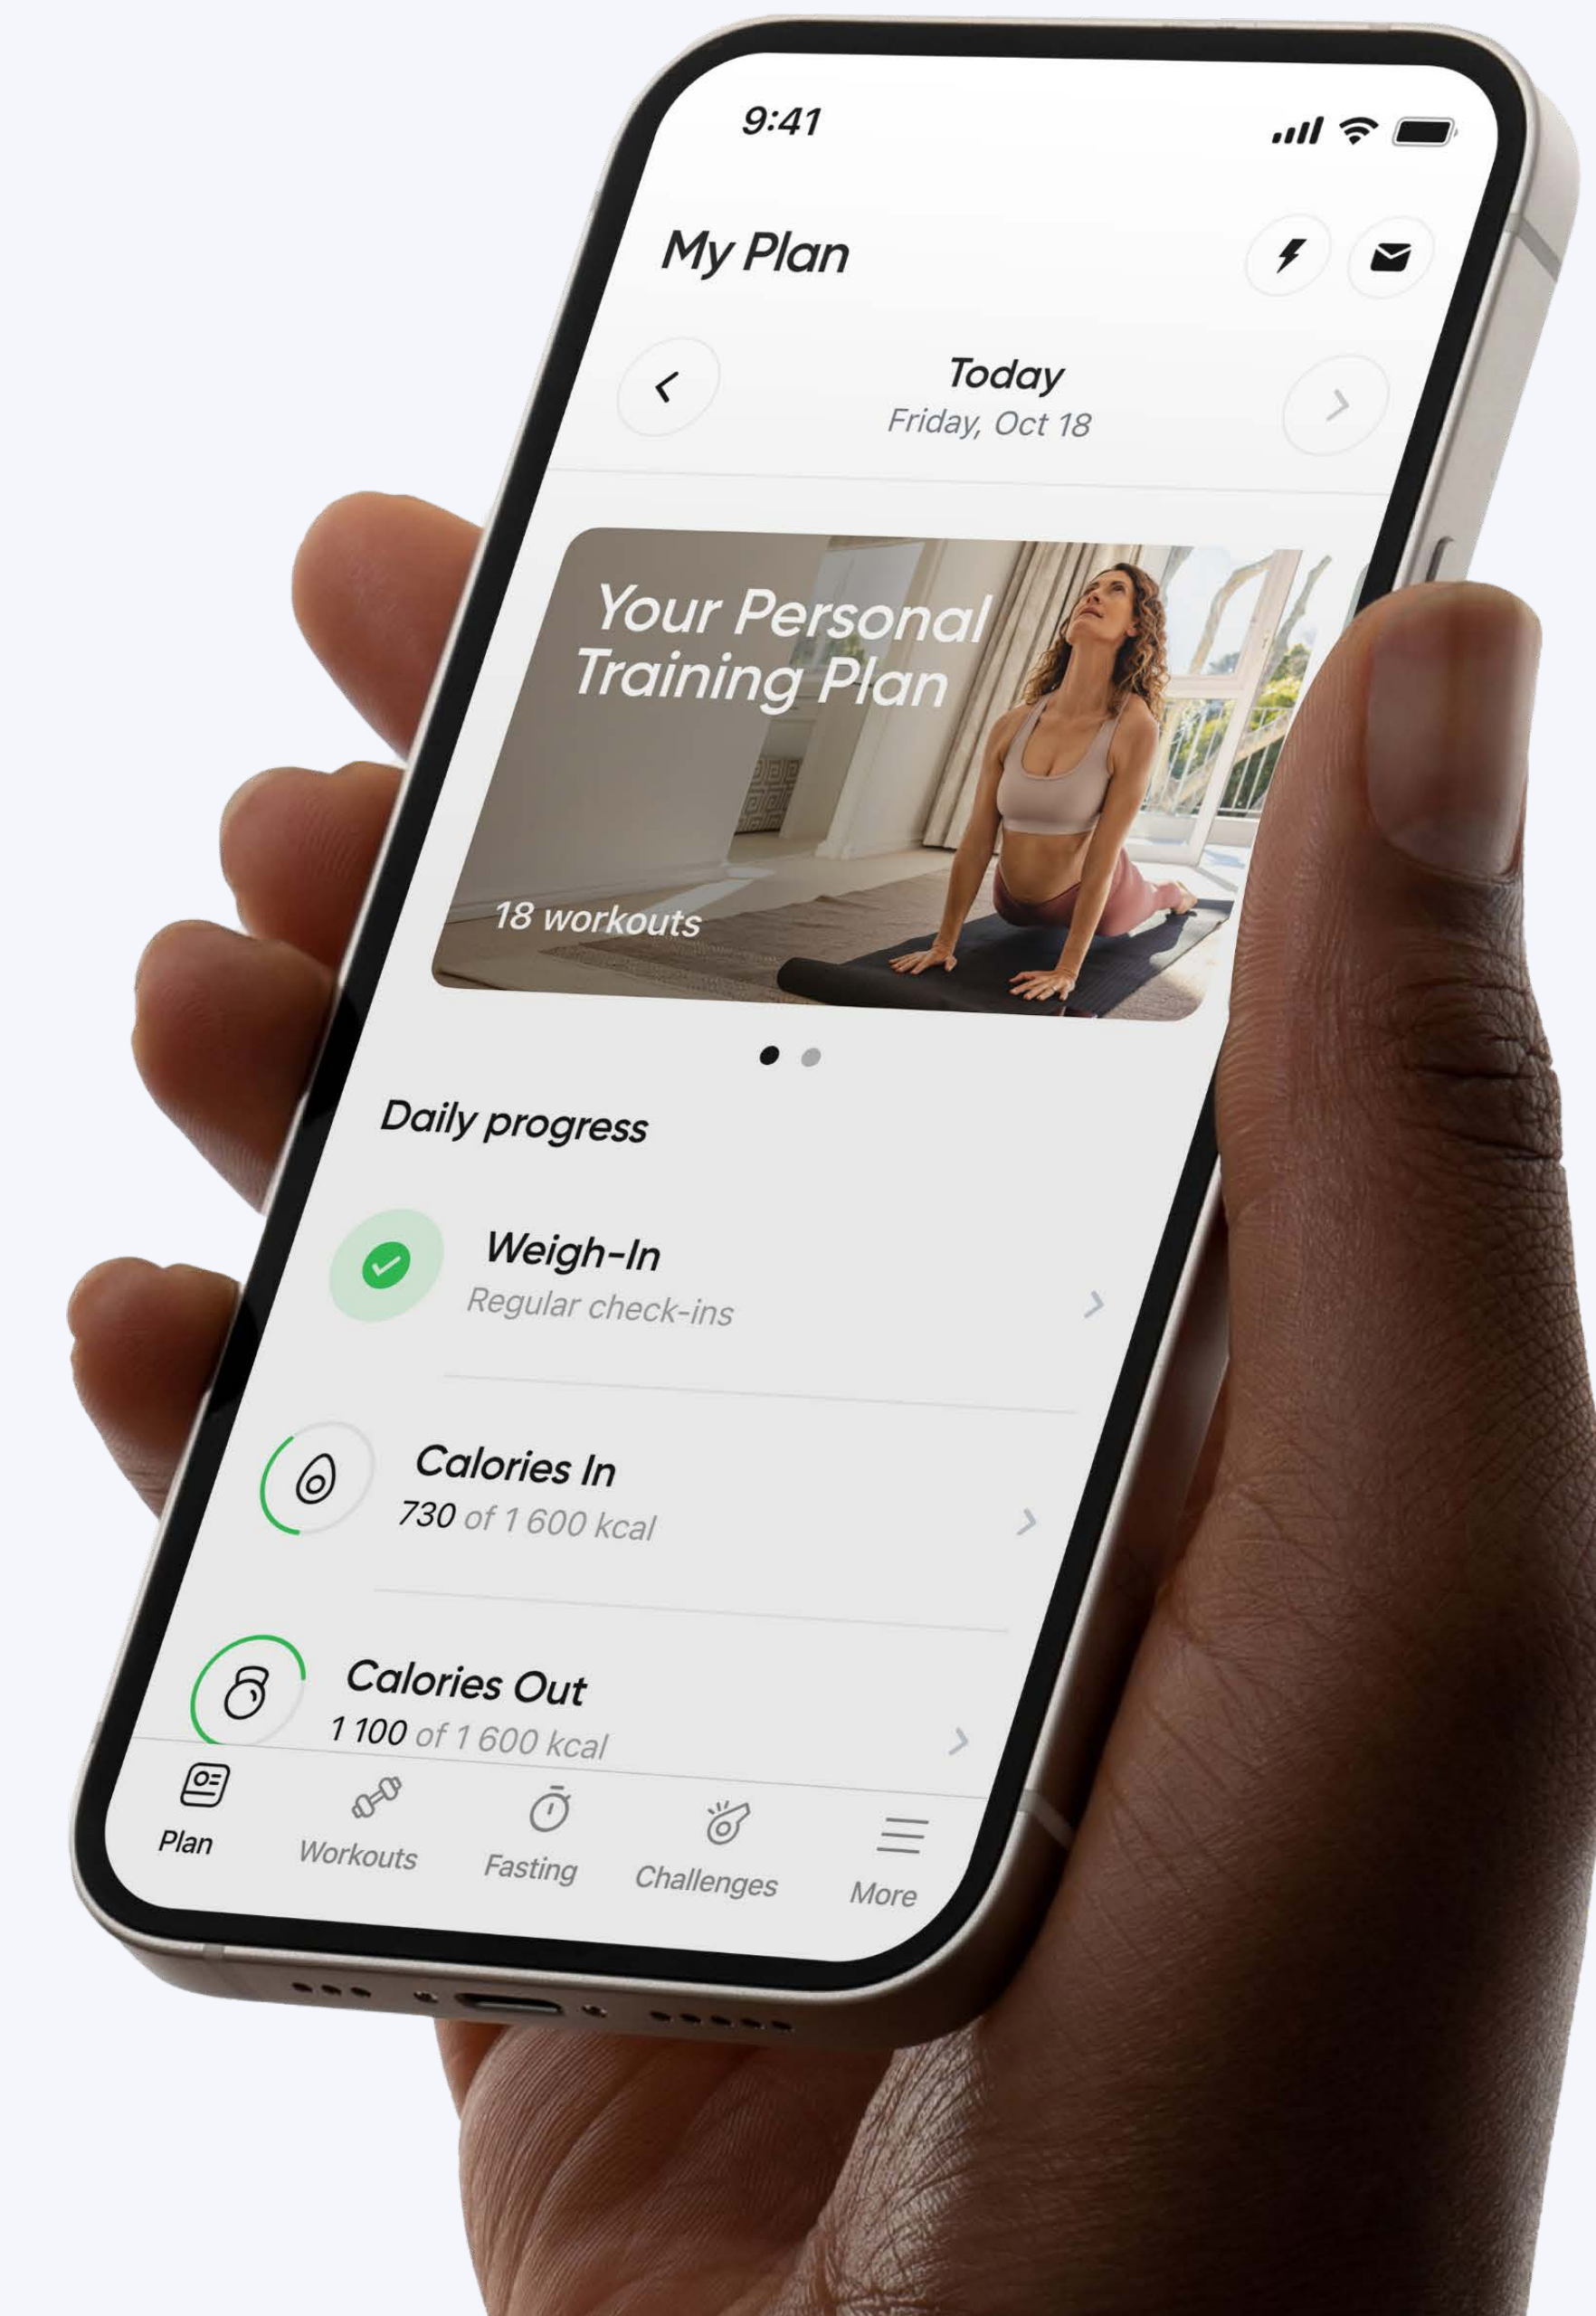 9:41
My Plan
Today
Friday, Oct 18
Your Personal
Training Plan
18 workouts
Daily progress
Weigh-In
Regular check-ins
Calories In
730 of 1 600 kcal
Calories Out
1 100 of 1 600 kcal
Plan
Workouts
Fasting
Challenges
More